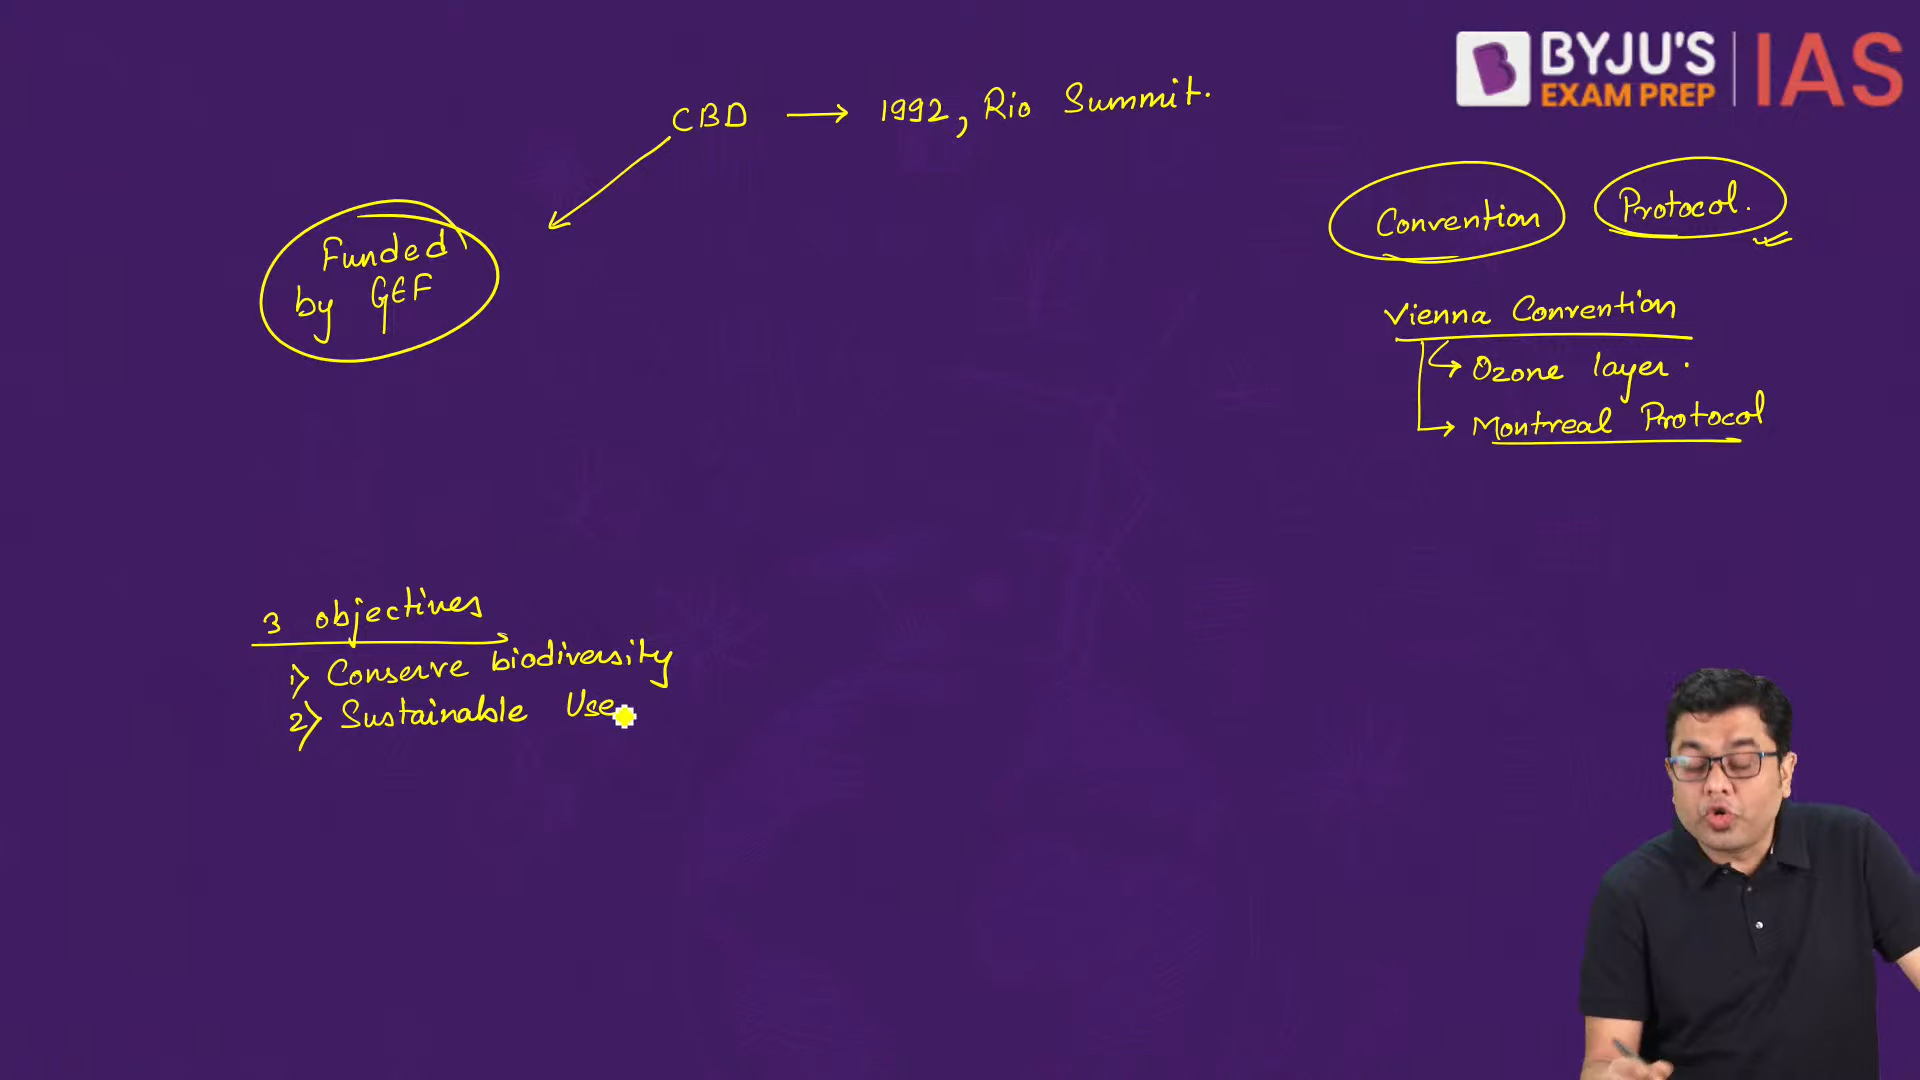 BYJU'S
EXAM PREP
IAS
CBD → 1992, Rio Summit.
Funded
by GEF
Convention
Protocol.
Vienna Convention
→ Ozone layer.
→ Montreal Protocol
3 objectives
1) Conserve biodiversity
2) Sustainable Use